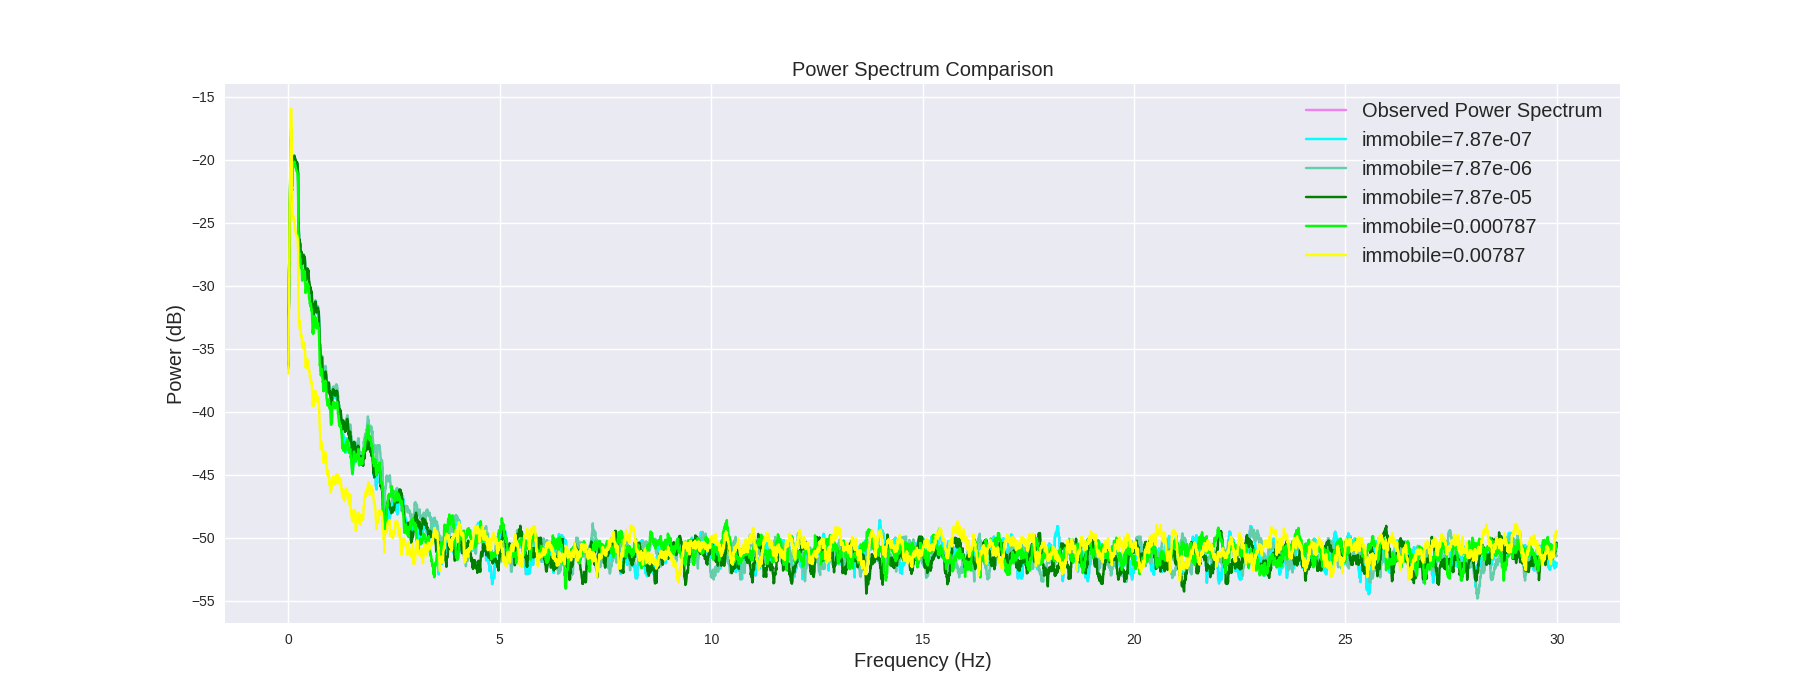 Power Spectrum Comparison
Power (dB)
−15
−20
−25
−30
−35
−40
−45
−50
−55
Observed Power Spectrum
immobile=7.87e-07
immobile=7.87e-06
immobile=7.87e-05
immobile=0.000787
immobile=0.00787
0 5 10 15 20 25 30
Frequency (Hz)